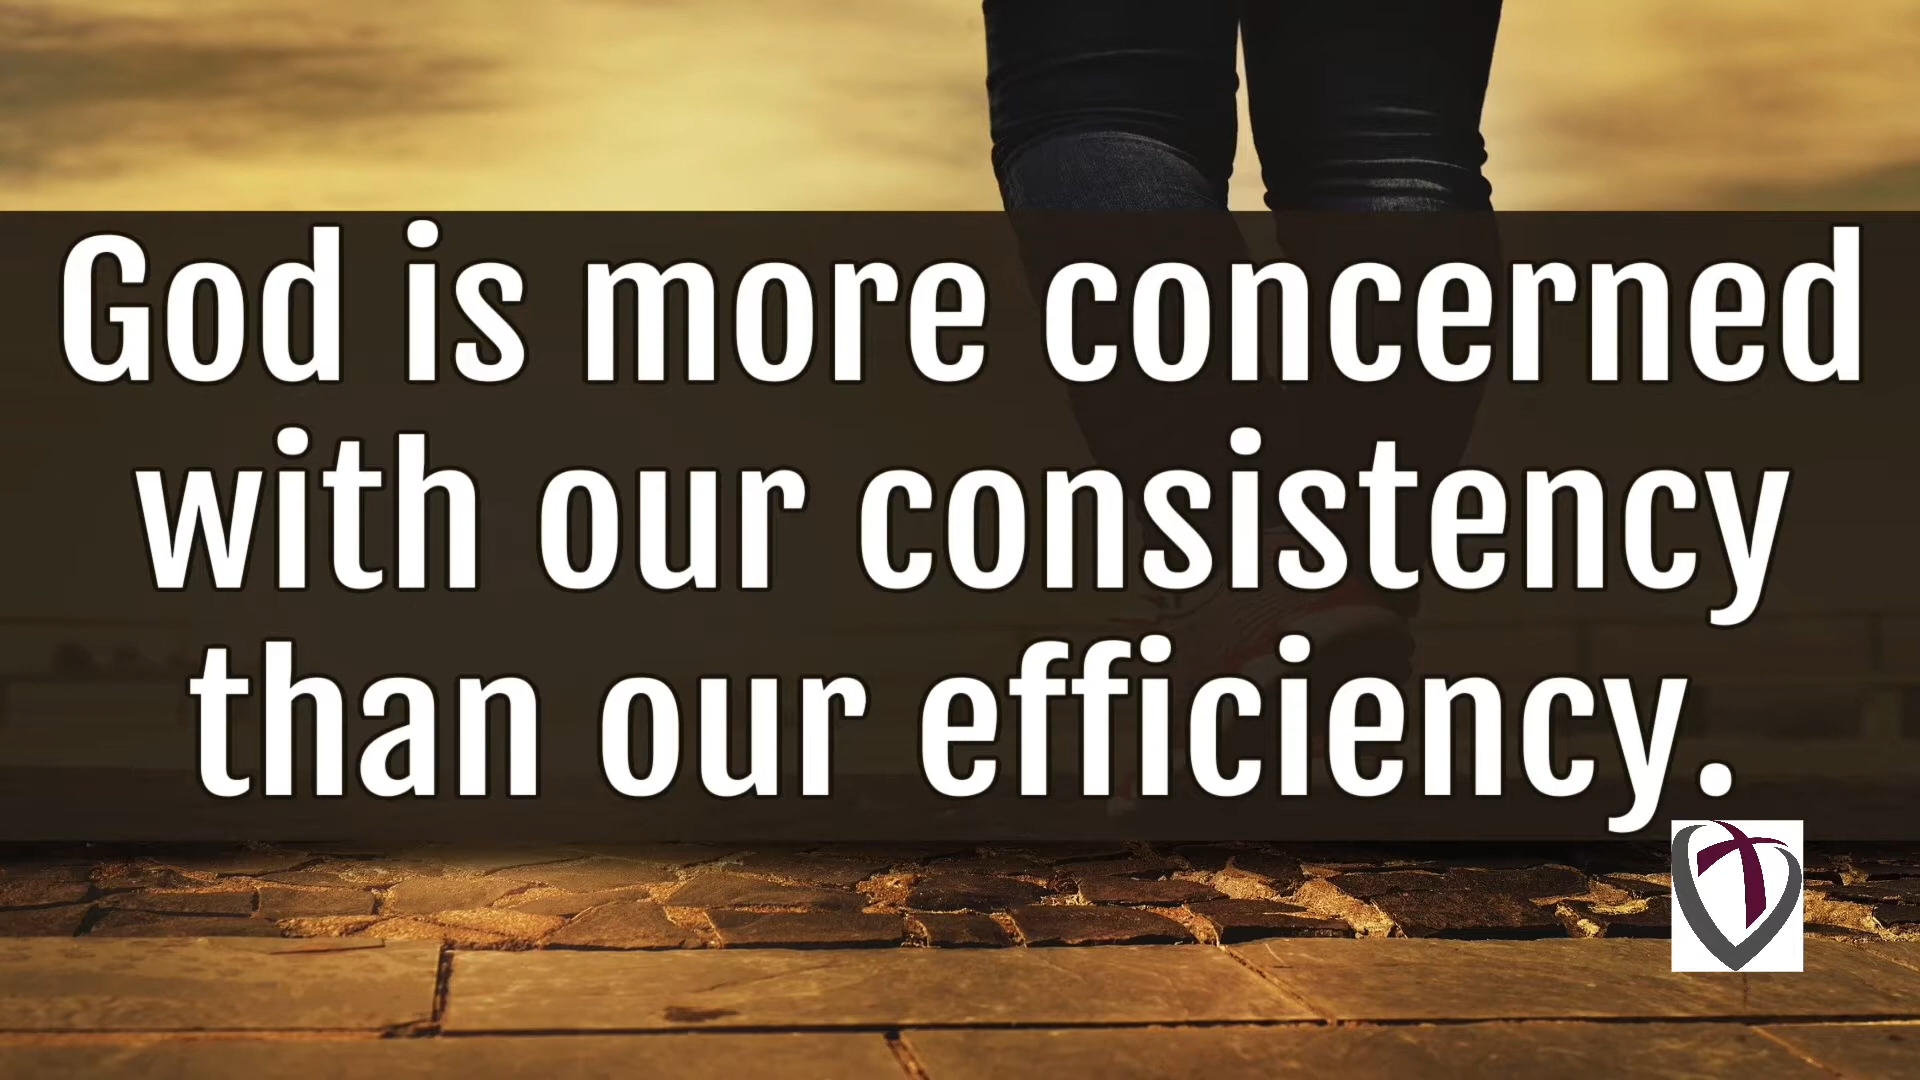 God is more concerned
with our consistency
than our efficiency.